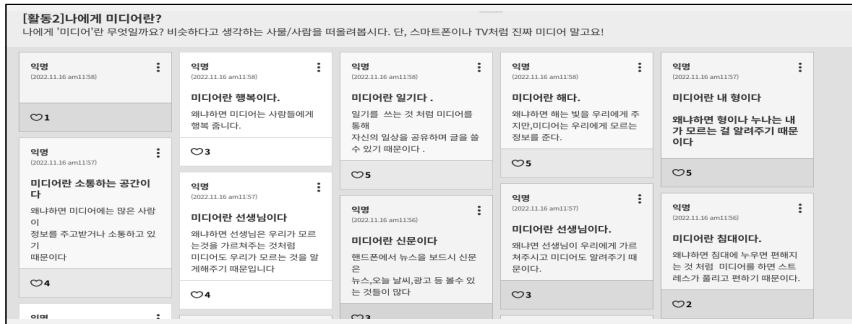 [활동2]나에게 미디어란?
나에게 '미디어'란 무엇일까요? 비슷하다고 생각하는 사물/사람을 떠올려봅시다. 단, 스마트폰이나 TV처럼 진짜 미디어 말고요!
익명
(2022.11.16 am11:58)
1
익명
(2022.11.16 am11:57)
미디어란 소통하는 공간이
다
왜냐하면 미디어에는 많은 사람
이
정보를 주고받거나 소통하고 있
기
때문이다
4
익명
익명
(2022.11.16 am11:58)
미디어란 행복이다.
왜냐하면 미디어는 사람들에게
행복 줍니다.
3
익명
(2022.11.16 am11:57)
미디어란 선생님이다
왜냐하면 선생님은 우리가 모르
는것을 가르쳐주는 것처럼
미디어도 우리가 모르는 것을 알
게해주기 때문입니다
4
익명
(2022.11.16 am11:58)
미디어란 일기다 .
일기를 쓰는 것 처럼 미디어를
통해
자신의 일상을 공유하며 글을 쓸
수 있기 때문이다 .
5
익명
(2022.11.16 am11:56)
미디어란 신문이다
핸드폰에서 뉴스을 보드시 신문
은
뉴스,오늘 날씨,광고 등 볼수 있
는 것들이 많다
3
익명
(2022.11.16 am11:58)
미디어란 해다.
왜냐하면 해는 빛을 우리에게 주
지만,미디어는 우리에게 모르는
정보를 준다.
5
익명
(2022.11.16 am11:57)
미디어란 선생님이다.
왜냐면 선생님이 우리에게 가르
쳐주시고 미디어도 알려주기 때
문이다.
3
익명
(2022.11.16 am11:57)
미디어란 내 형이다
왜냐하면 형이나 누나는 내
가 모르는 걸 알려주기 때문
이다
5
익명
(2022.11.16 am11:56)
미디어란 침대이다.
왜냐하면 침대에 누우면 편해지
는 것 처럼 미디어를 하면 스트
레스가 풀리고 편하기 때문이다.
2